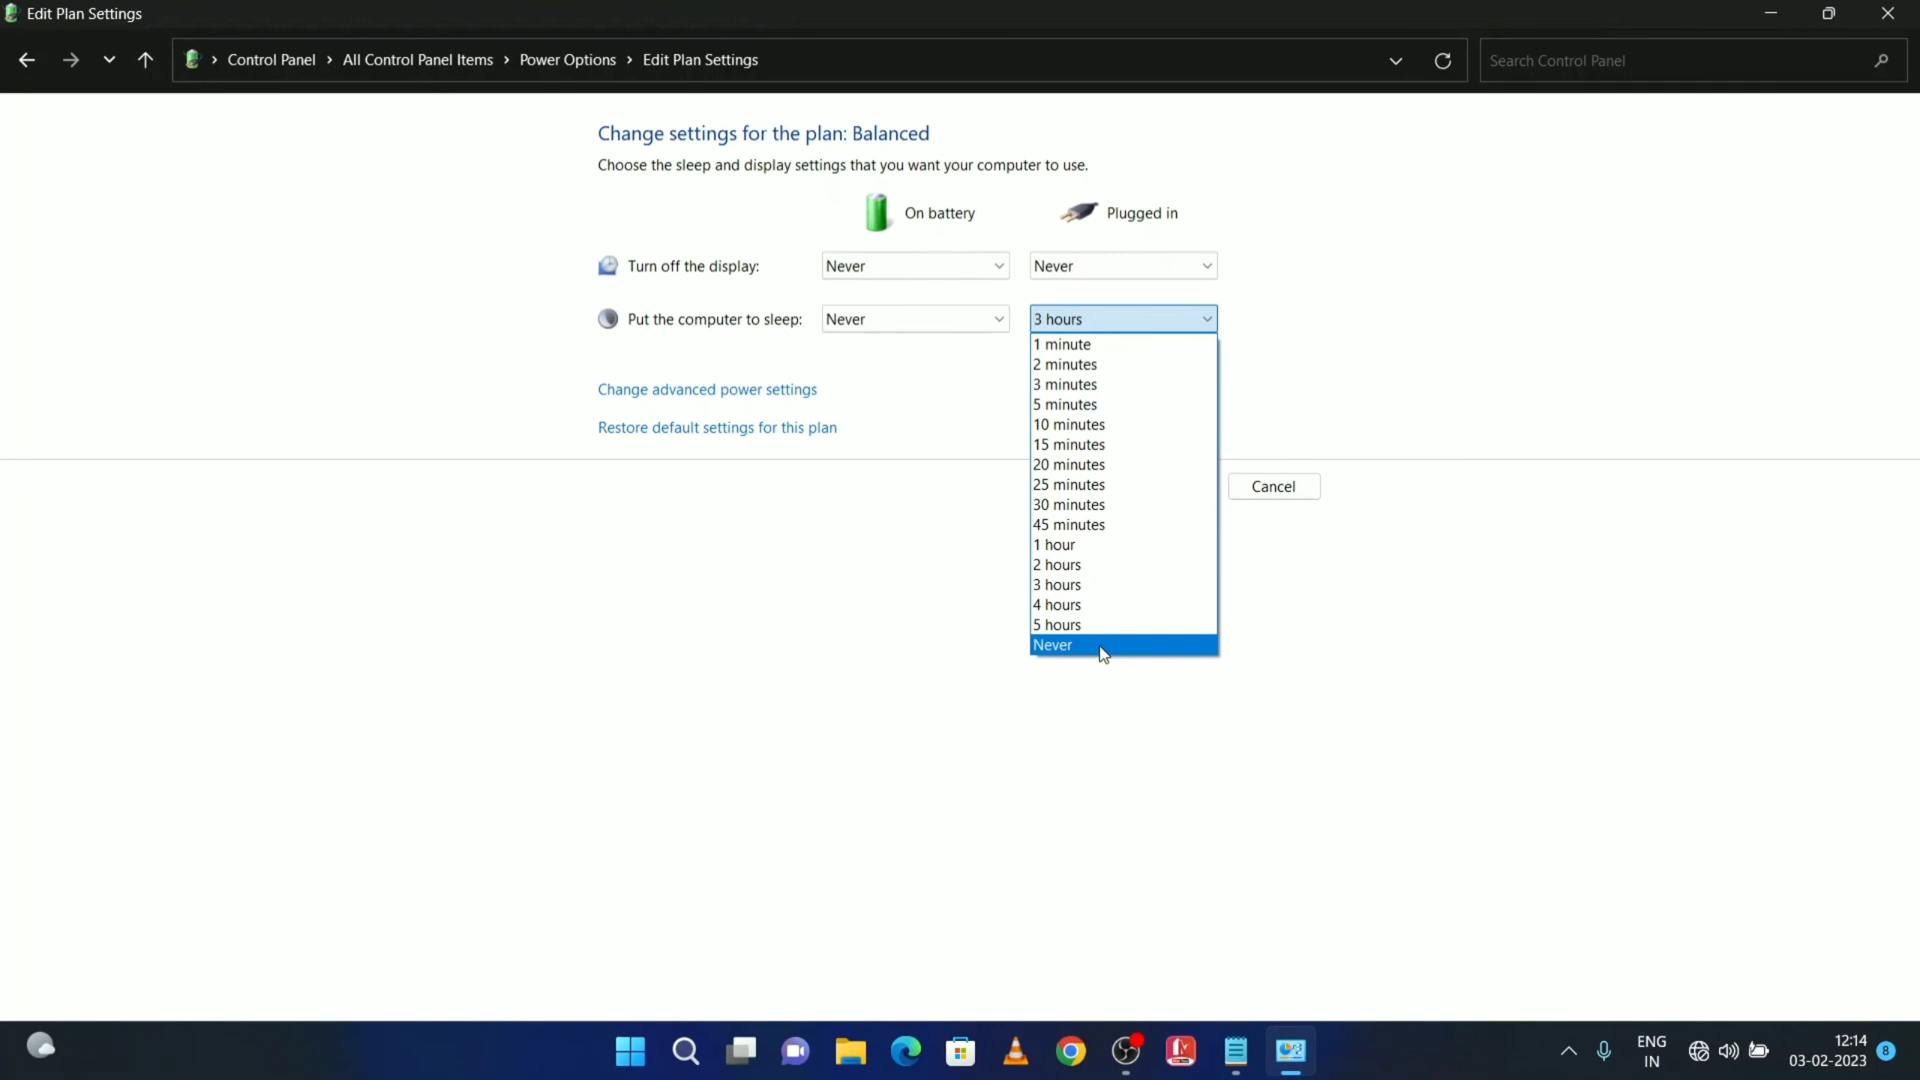 Edit Plan Settings
Control Panel > All Control Panel Items > Power Options > Edit Plan Settings
Search Control Panel
Change settings for the plan: Balanced
Choose the sleep and display settings that you want your computer to use.
On battery Plugged in
Turn off the display: Never Never
Put the computer to sleep: Never 3 hours
1 minute
2 minutes
3 minutes
Change advanced power settings
5 minutes
10 minutes
Restore default settings for this plan
15 minutes
20 minutes
25 minutes
Cancel
30 minutes
45 minutes
1 hour
2 hours
3 hours
4 hours
5 hours
Never
ENG
IN
12:14
03-02-2023
8